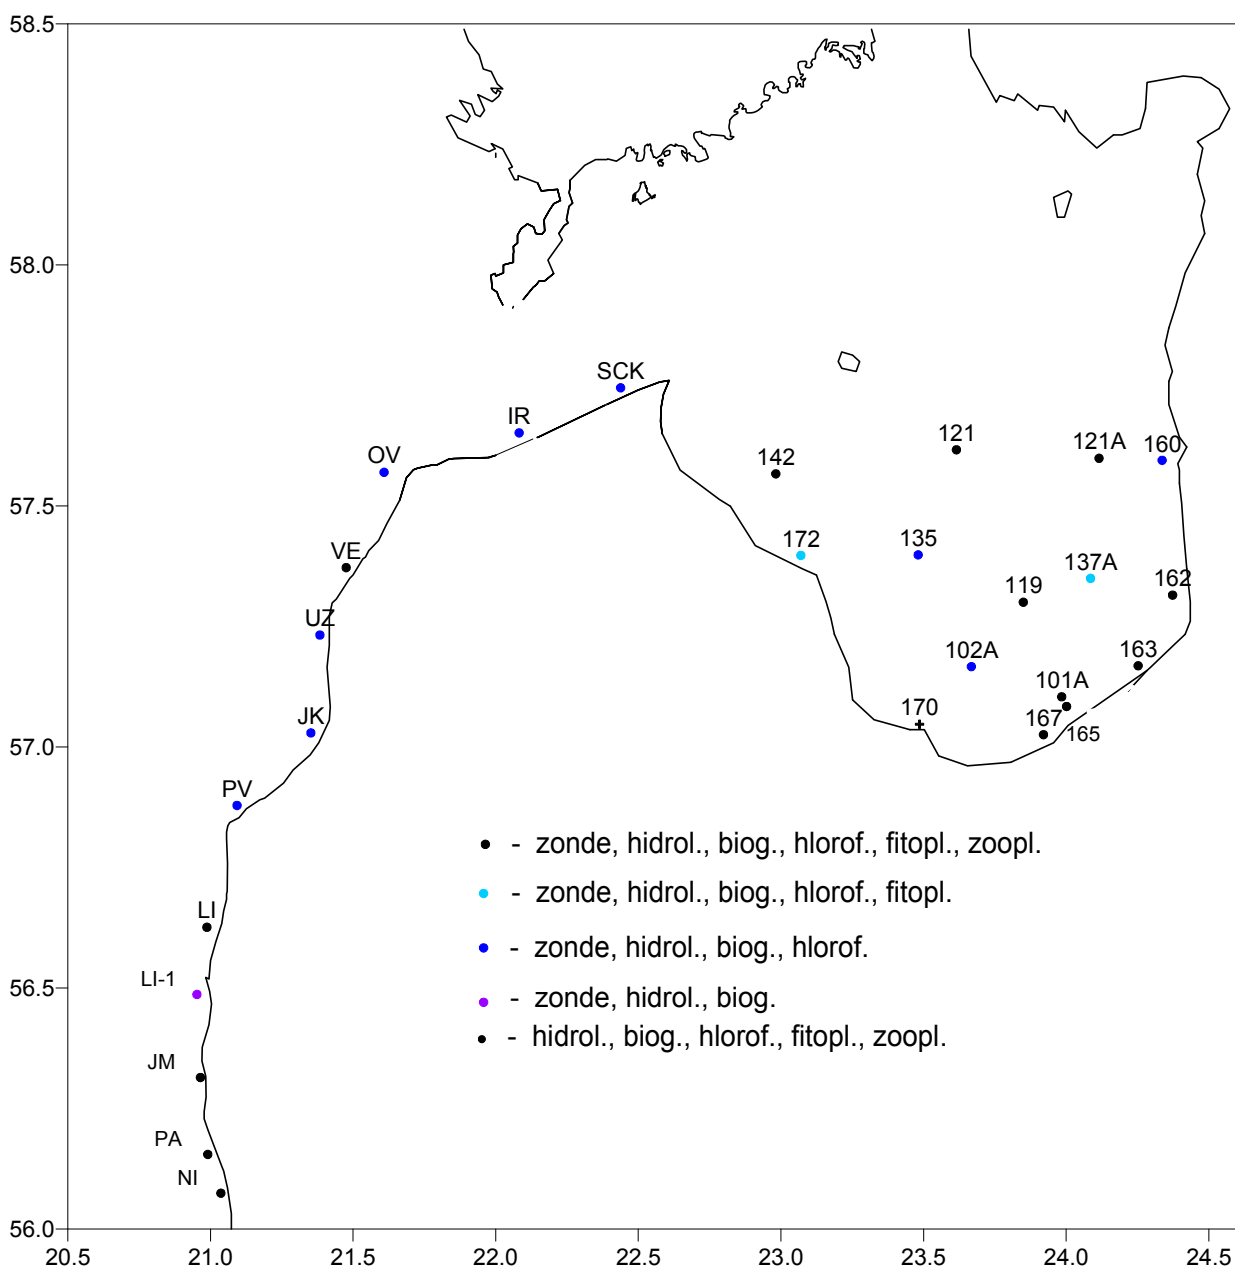 58.5
58.0
SCK
IR
121
121A
160
OV
142
57.5
VE
172
135
137A
119
162
UZ
102A
163
101A
JK
170
167
165
57.0
PV
- zonde, hidrol., biog., hlorof., fitopl., zoopl.
- zonde, hidrol., biog., hlorof., fitopl.
LI
- zonde, hidrol., biog., hlorof.
LI-1
56.5
- zonde, hidrol., biog.
- hidrol., biog., hlorof., fitopl., zoopl.
JM
PA
NI
56.0
20.5 21.0 21.5 22.0 22.5 23.0 23.5 24.0 24.5